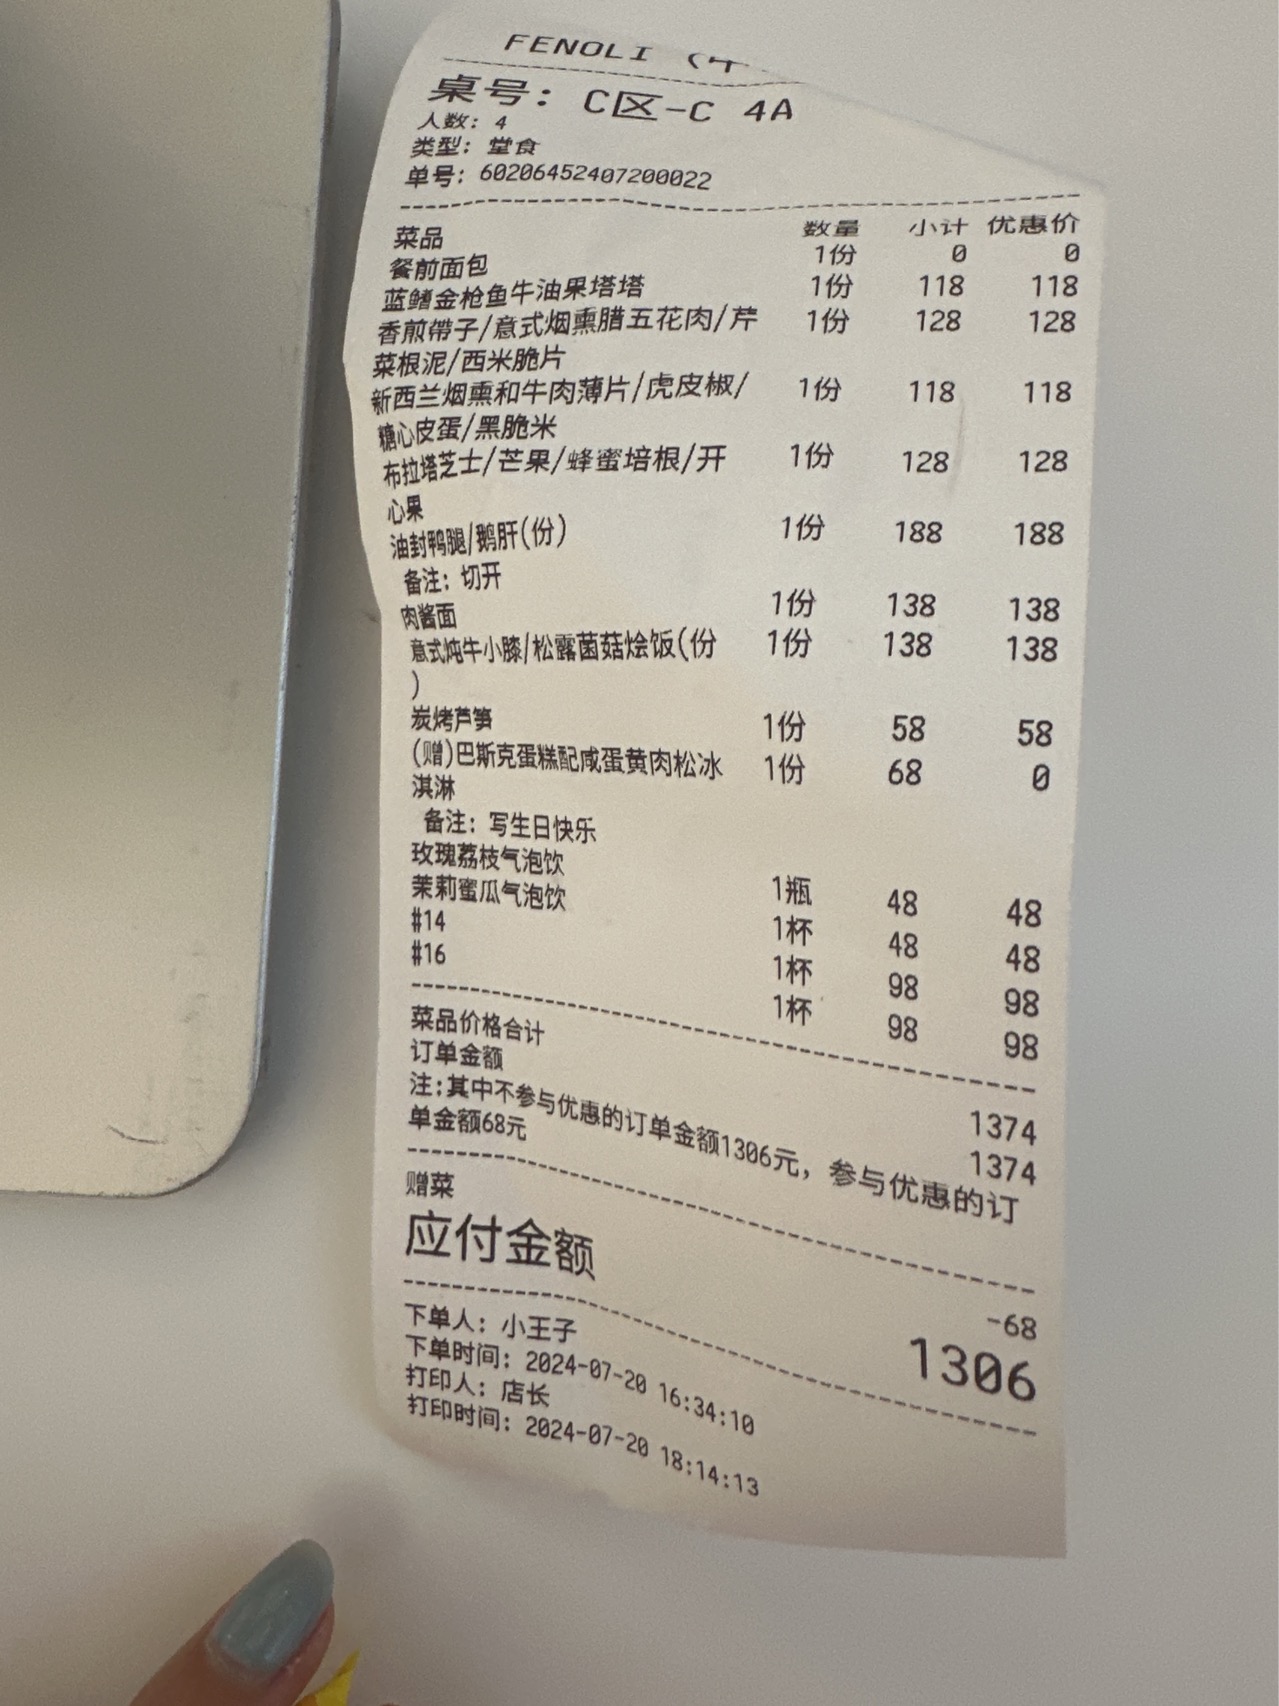 FENOLI
桌号: C区-C 4A
人数: 4
类型: 堂食
单号: 60206452407200022
菜品 数量 小计 优惠价
餐前面包 1份 0 0
蓝鳍金枪鱼牛油果塔塔 1份 118 118
香煎带子/意式烟熏腊五花肉/芹 1份 128 128
菜根泥/西米脆片
新西兰烟熏和牛肉薄片/虎皮椒/ 1份 118 118
糖心皮蛋/黑脆米
布拉塔芝士/芒果/蜂蜜培根/开 1份 128 128
心果
油封鸭腿/鹅肝(份) 1份 188 188
备注: 切开
肉酱面 1份 138 138
意式炖牛小膝/松露菌菇烩饭(份 1份 138 138
)
炭烤芦笋 1份 58 58
(赠)巴斯克蛋糕配咸蛋黄肉松冰 1份 68 0
淇淋
备注: 写生日快乐
玫瑰荔枝气泡饮 1瓶 48 48
茉莉蜜瓜气泡饮 1杯 48 48
#14 1杯 98 98
#16 1杯 98 98
菜品价格合计 1374
订单金额 1374
注:其中不参与优惠的订单金额1306元, 参与优惠的订
单金额68元
赠菜 -68
应付金额 1306
下单人: 小王子
下单时间: 2024-07-20 16:34:10
打印人: 店长
打印时间: 2024-07-20 18:14:13